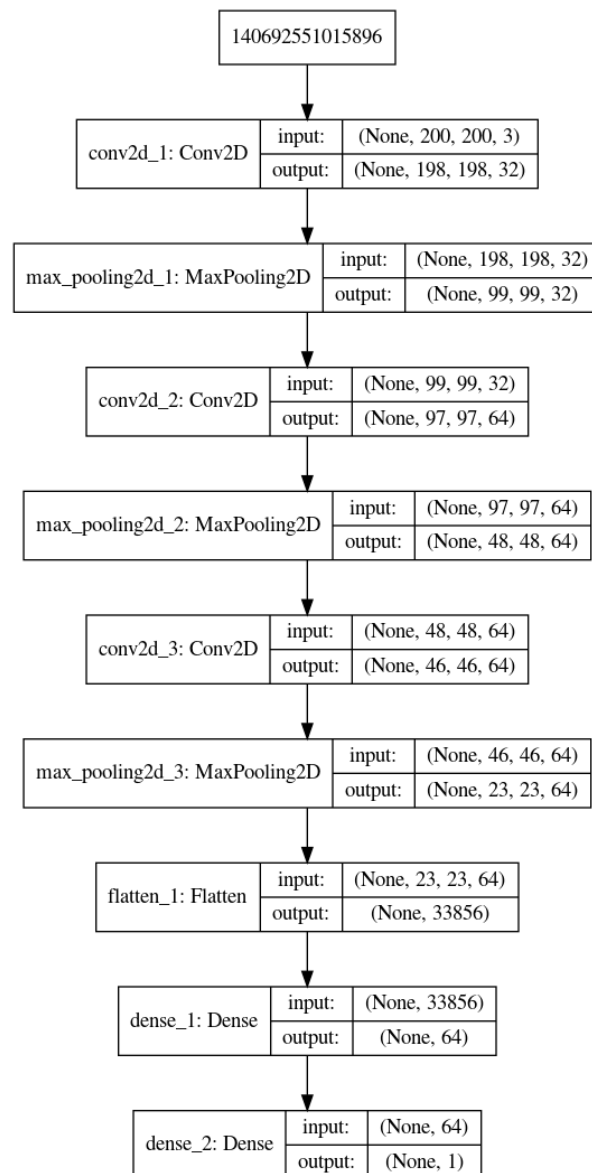 140692551015896
conv2d_1: Conv2D input: (None, 200, 200, 3)
output: (None, 198, 198, 32)
max_pooling2d_1: MaxPooling2D input: (None, 198, 198, 32)
output: (None, 99, 99, 32)
conv2d_2: Conv2D input: (None, 99, 99, 32)
output: (None, 97, 97, 64)
max_pooling2d_2: MaxPooling2D input: (None, 97, 97, 64)
output: (None, 48, 48, 64)
conv2d_3: Conv2D input: (None, 48, 48, 64)
output: (None, 46, 46, 64)
max_pooling2d_3: MaxPooling2D input: (None, 46, 46, 64)
output: (None, 23, 23, 64)
flatten_1: Flatten input: (None, 23, 23, 64)
output: (None, 33856)
dense_1: Dense input: (None, 33856)
output: (None, 64)
dense_2: Dense input: (None, 64)
output: (None, 1)